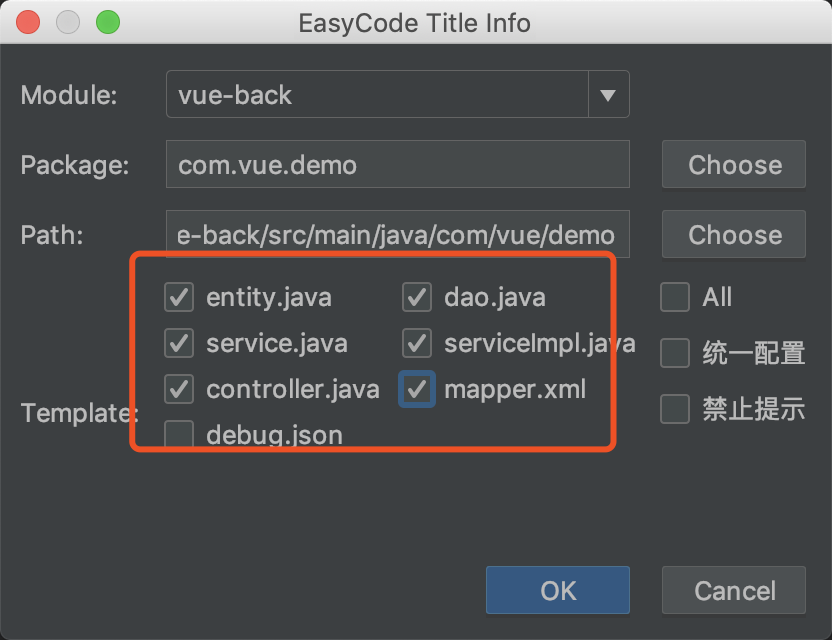 EasyCode Title Info
Module: vue-back
Package: com.vue.demo Choose
Path: e-back/src/main/java/com/vue/demo Choose
entity.java dao.java All
service.java serviceImpl.java 统一配置
controller.java mapper.xml 禁止提示
Template:
debug.json
OK Cancel